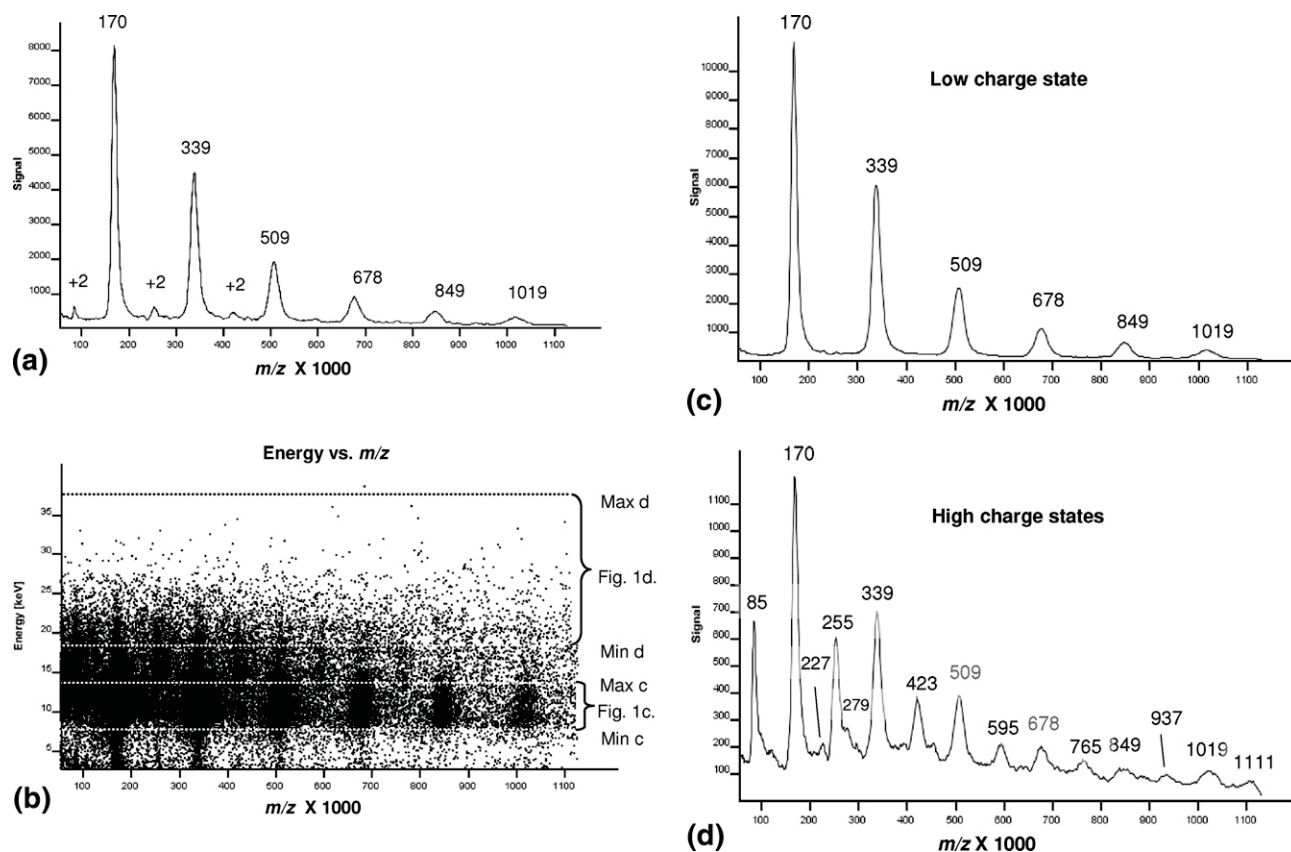 170
8000
7000
6000
5000
4000
3000
2000
1000
Signal
339
509
678
849
1019
+2
+2
+2
100 200 300 400 500 600 700 800 900 1000 1100
m/z X 1000
(a)
Energy vs. m/z
35
30
25
20
15
10
5
Energy [keV]
Max d
Fig. 1d.
Min d
Max c
Fig. 1c.
Min c
100 200 300 400 500 600 700 800 900 1000 1100
m/z X 1000
(b)
170
Low charge state
10000
9000
8000
7000
6000
5000
4000
3000
2000
1000
Signal
339
509
678
849
1019
100 200 300 400 500 600 700 800 900 1000 1100
m/z X 1000
(c)
170
High charge states
1100
1000
900
800
700
600
500
400
300
200
100
Signal
85
227
255
279
339
423
509
595
678
765
849
937
1019
1111
100 200 300 400 500 600 700 800 900 1000 1100
m/z X 1000
(d)